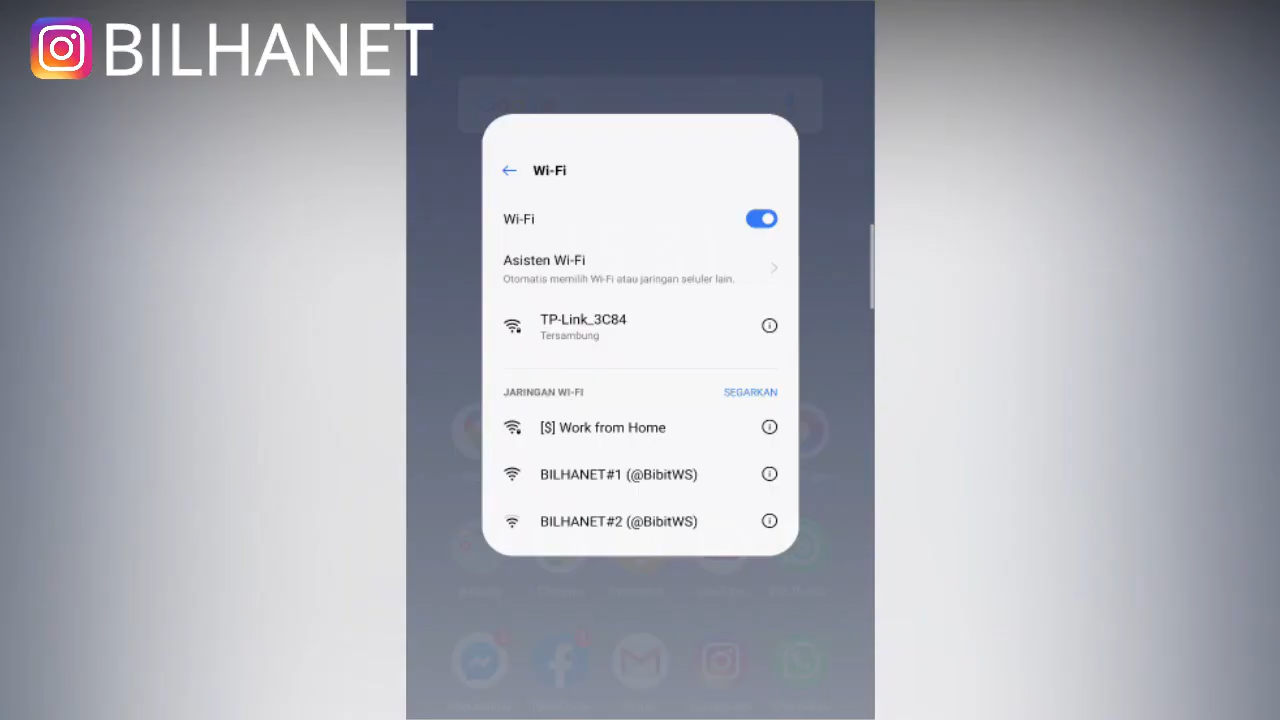 BILHANET
Wi-Fi
Wi-Fi
Asisten Wi-Fi
Otomatis memilih Wi-Fi atau jaringan seluler lain.
TP-Link_3C84
Tersambung
JARINGAN WI-FI
SEGARKAN
[$] Work from Home
BILHANET#1 (@BibitWS)
BILHANET#2 (@BibitWS)